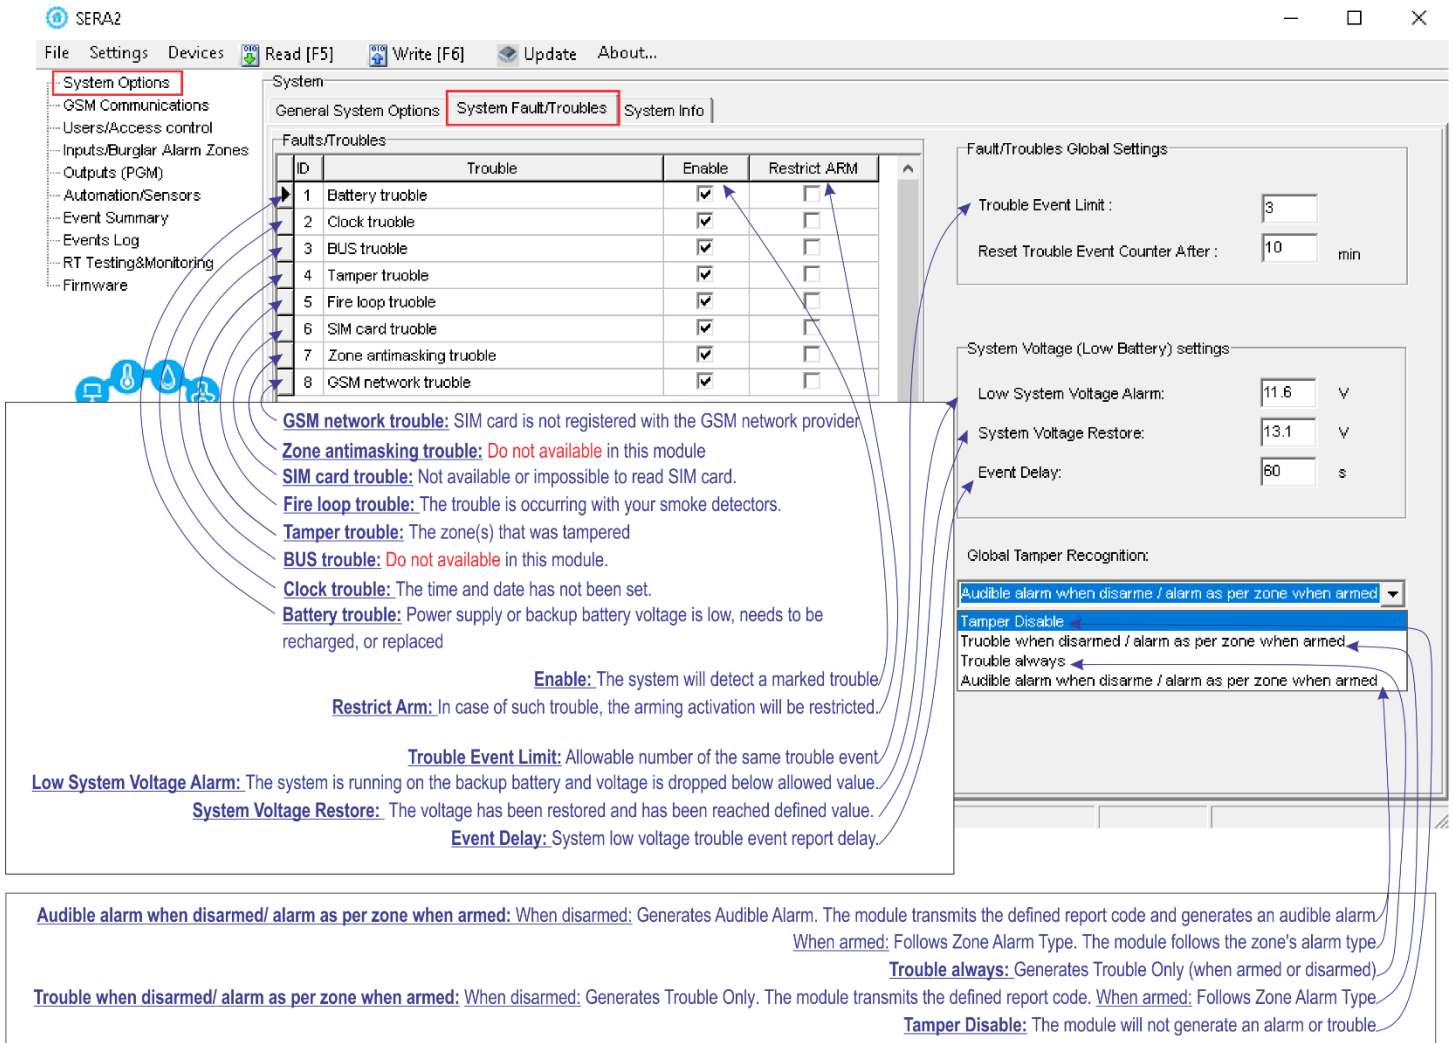 SERA2
File Settings Devices Read [F5] Write [F6] Update About...
System Options
GSM Communications
Users/Access control
Inputs/Burglar Alarm Zones
Outputs (PGM)
Automation/Sensors
Event Summary
Events Log
RT Testing&Monitoring
Firmware
System
General System Options System Fault/Troubles System Info
Faults/Troubles
ID Trouble Enable Restrict ARM
1 Battery truoble
2 Clock truoble
3 BUS truoble
4 Tamper truoble
5 Fire loop truoble
6 SIM card truoble
7 Zone antimasking truoble
8 GSM network truoble
Fault/Troubles Global Settings
Trouble Event Limit : 3
Reset Trouble Event Counter After : 10 min
System Voltage (Low Battery) settings
Low System Voltage Alarm: 11.6 V
System Voltage Restore: 13.1 V
Event Delay: 60 s
Global Tamper Recognition:
Audible alarm when disarme / alarm as per zone when armed
Tamper Disable
Truoble when disarmed / alarm as per zone when armed
Trouble always
Audible alarm when disarme / alarm as per zone when armed
GSM network trouble: SIM card is not registered with the GSM network provider
Zone antimasking trouble: Do not available in this module
SIM card trouble: Not available or impossible to read SIM card.
Fire loop trouble: The trouble is occurring with your smoke detectors.
Tamper trouble: The zone(s) that was tampered
BUS trouble: Do not available in this module.
Clock trouble: The time and date has not been set.
Battery trouble: Power supply or backup battery voltage is low, needs to be
recharged, or replaced
Enable: The system will detect a marked trouble
Restrict Arm: In case of such trouble, the arming activation will be restricted.
Trouble Event Limit: Allowable number of the same trouble event
Low System Voltage Alarm: The system is running on the backup battery and voltage is dropped below allowed value.
System Voltage Restore: The voltage has been restored and has been reached defined value.
Event Delay: System low voltage trouble event report delay.
Audible alarm when disarmed/ alarm as per zone when armed: When disarmed: Generates Audible Alarm. The module transmits the defined report code and generates an audible alarm
When armed: Follows Zone Alarm Type. The module follows the zone's alarm type
Trouble always: Generates Trouble Only (when armed or disarmed)
Trouble when disarmed/ alarm as per zone when armed: When disarmed: Generates Trouble Only. The module transmits the defined report code. When armed: Follows Zone Alarm Type
Tamper Disable: The module will not generate an alarm or trouble